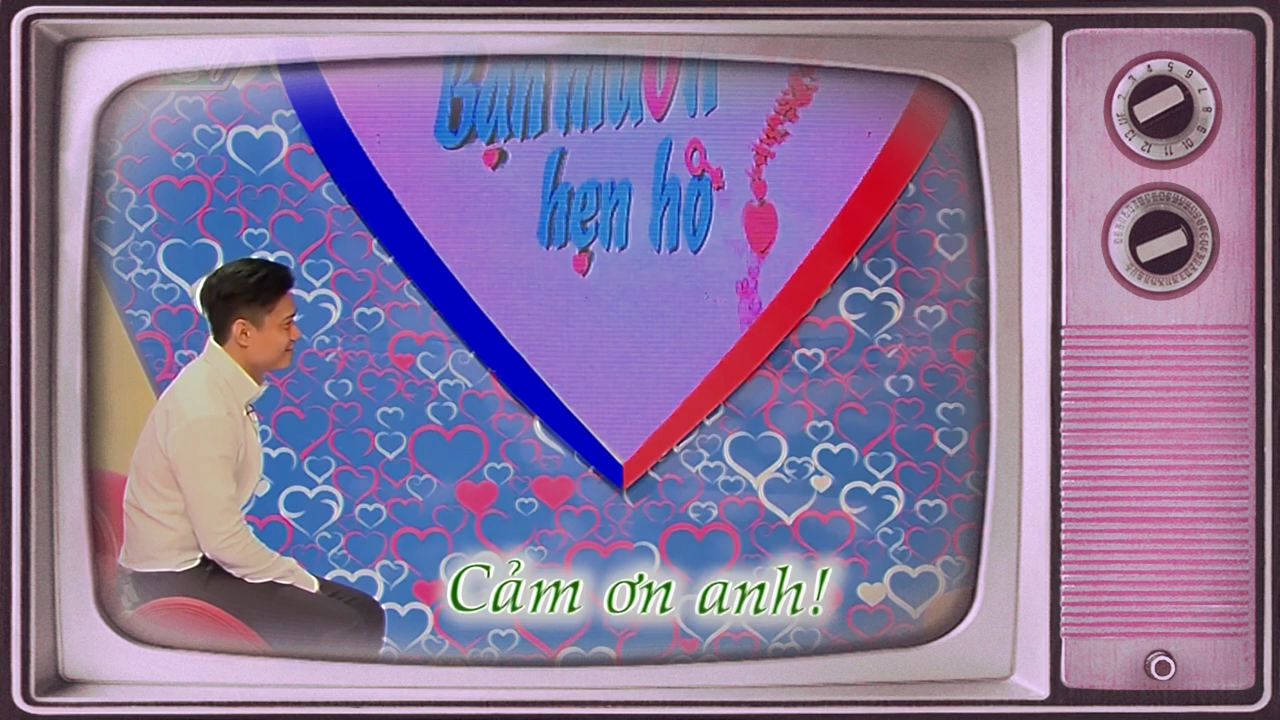 Bạn muốn
hẹn hò
Cảm ơn anh!